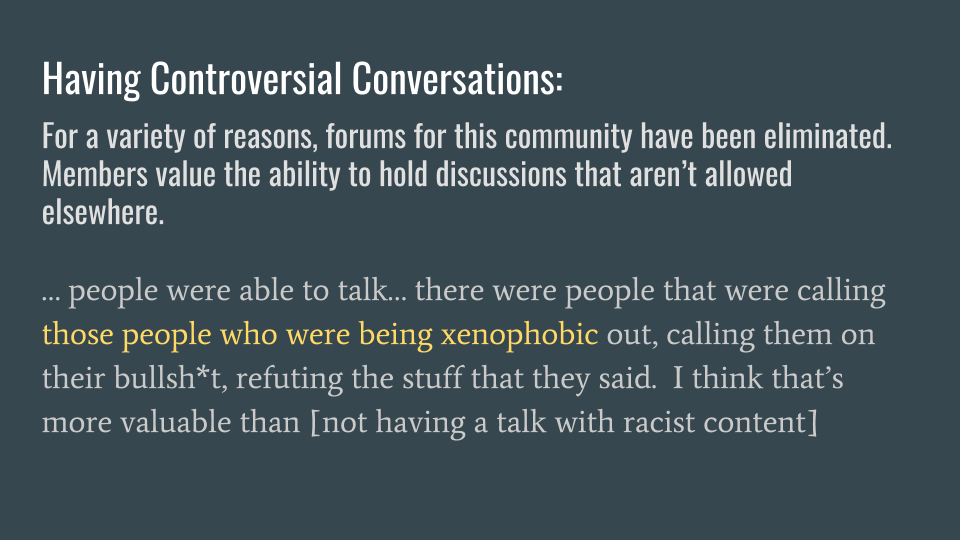 Having Controversial Conversations:
For a variety of reasons, forums for this community have been eliminated.
Members value the ability to hold discussions that aren’t allowed
elsewhere.
... people were able to talk... there were people that were calling
those people who were being xenophobic out, calling them on
their bullsh*t, refuting the stuff that they said.  I think that’s
more valuable than [not having a talk with racist content]